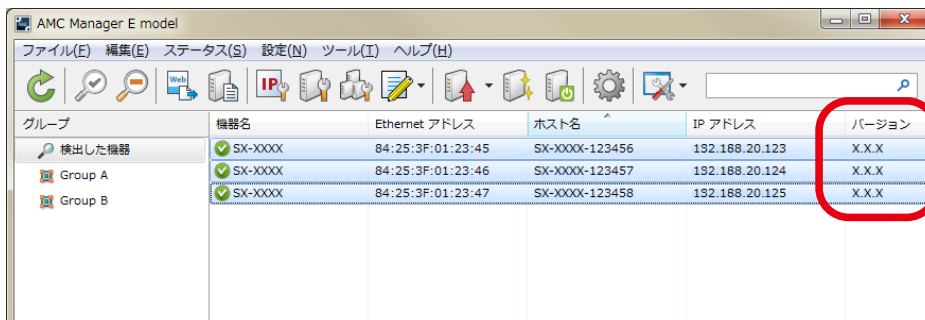 AMC Manager E model
ファイル(F) 編集(E) ステータス(S) 設定(N) ツール(T) ヘルプ(H)
Web IP
グループ 機器名 Ethernet アドレス ホスト名 IP アドレス バージョン
検出した機器 SX-XXXX 84:25:3F:01:23:45 SX-XXXX-123456 192.188.20.123 X.X.X
Group A SX-XXXX 84:25:3F:01:23:46 SX-XXXX-123457 192.168.20.124 X.X.X
Group B SX-XXXX 84:25:3F:01:23:47 SX-XXXX-123458 192.168.20.125 X.X.X